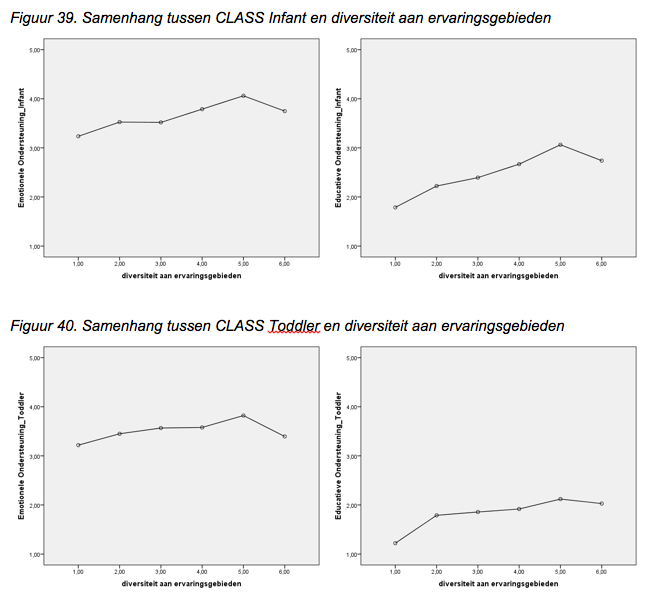 Figuur 39. Samenhang tussen CLASS Infant en diversiteit aan ervaringsgebieden
Emotionele Ondersteuning_Infant
5,00
4,00
3,00
2,00
1,00
1,00 2,00 3,00 4,00 5,00 6,00
diversiteit aan ervaringsgebieden
Educatieve Ondersteuning_Infant
5,00
4,00
3,00
2,00
1,00
1,00 2,00 3,00 4,00 5,00 6,00
diversiteit aan ervaringsgebieden
Figuur 40. Samenhang tussen CLASS Toddler en diversiteit aan ervaringsgebieden
Emotionele Ondersteuning_Toddler
5,00
4,00
3,00
2,00
1,00
1,00 2,00 3,00 4,00 5,00 6,00
diversiteit aan ervaringsgebieden
Educatieve Ondersteuning_Toddler
5,00
4,00
3,00
2,00
1,00
1,00 2,00 3,00 4,00 5,00 6,00
diversiteit aan ervaringsgebieden